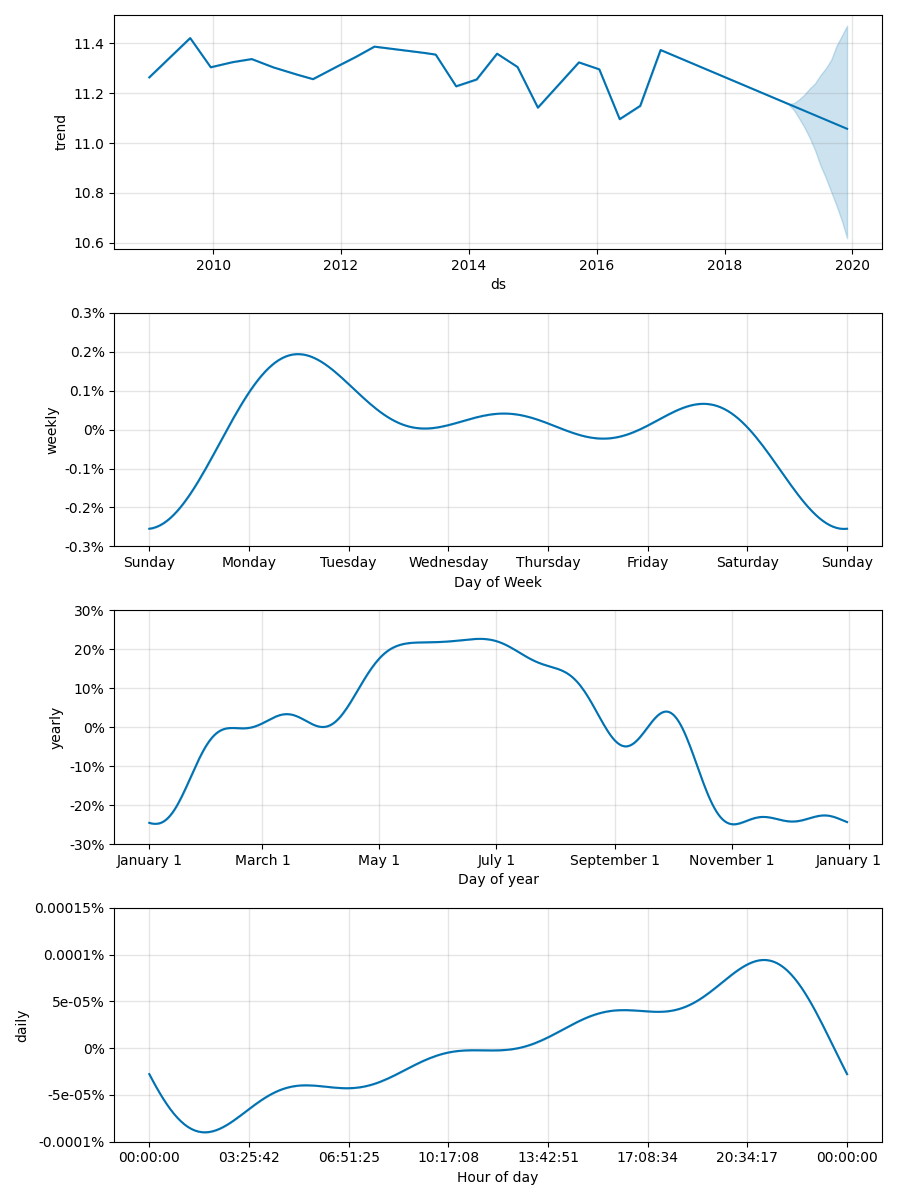 11.4
11.2
11.0
10.8
10.6
trend
2010 2012 2014 2016 2018 2020
ds
0.3%
0.2%
0.1%
0%
-0.1%
-0.2%
-0.3%
weekly
Sunday Monday Tuesday Wednesday Thursday Friday Saturday Sunday
Day of Week
30%
20%
10%
0%
-10%
-20%
-30%
yearly
January 1 March 1 May 1 July 1 September 1 November 1 January 1
Day of year
0.00015%
0.0001%
5e-05%
0%
-5e-05%
-0.0001%
daily
00:00:00 03:25:42 06:51:25 10:17:08 13:42:51 17:08:34 20:34:17 00:00:00
Hour of day